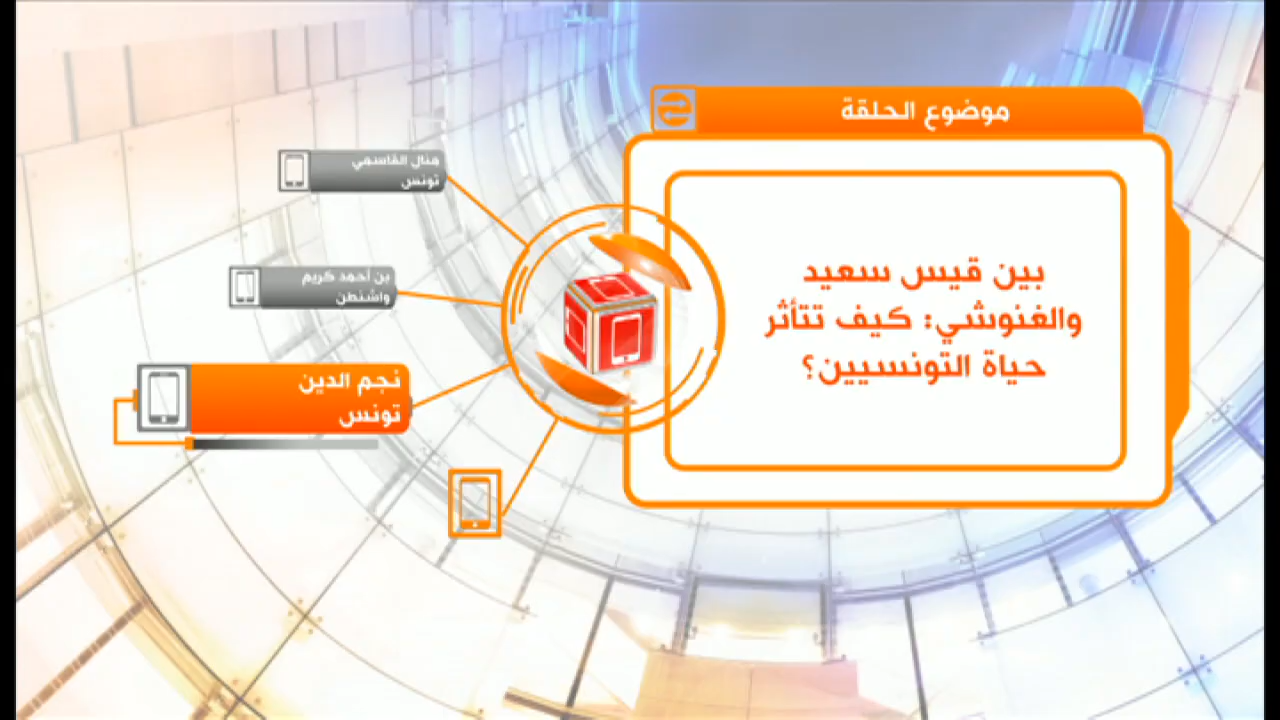 موضوع الحلقة
بين قيس سعيد
والغنوشي: كيف تتأثر
حياة التونسيين؟
منال القاسمي
تونس
بن أحمد كريم
واشنطن
نجم الدين
تونس